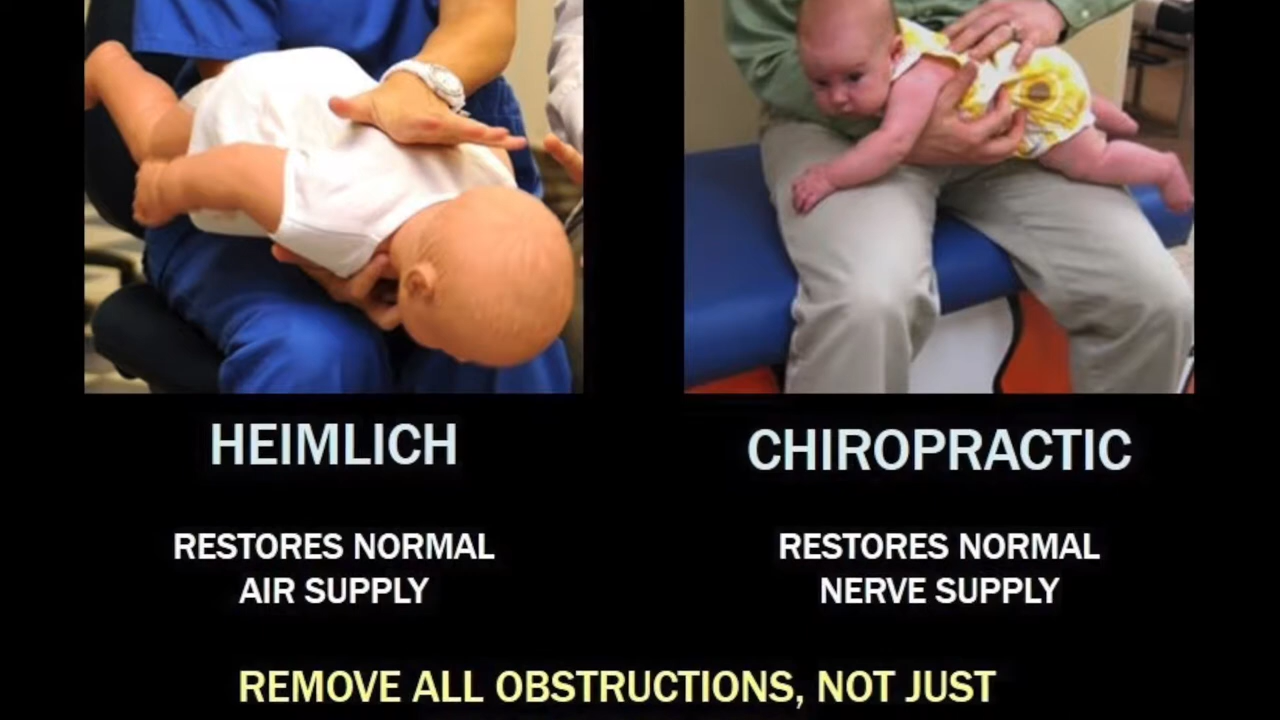 HEIMLICH
CHIROPRACTIC
RESTORES NORMAL
AIR SUPPLY
RESTORES NORMAL
NERVE SUPPLY
REMOVE ALL OBSTRUCTIONS, NOT JUST